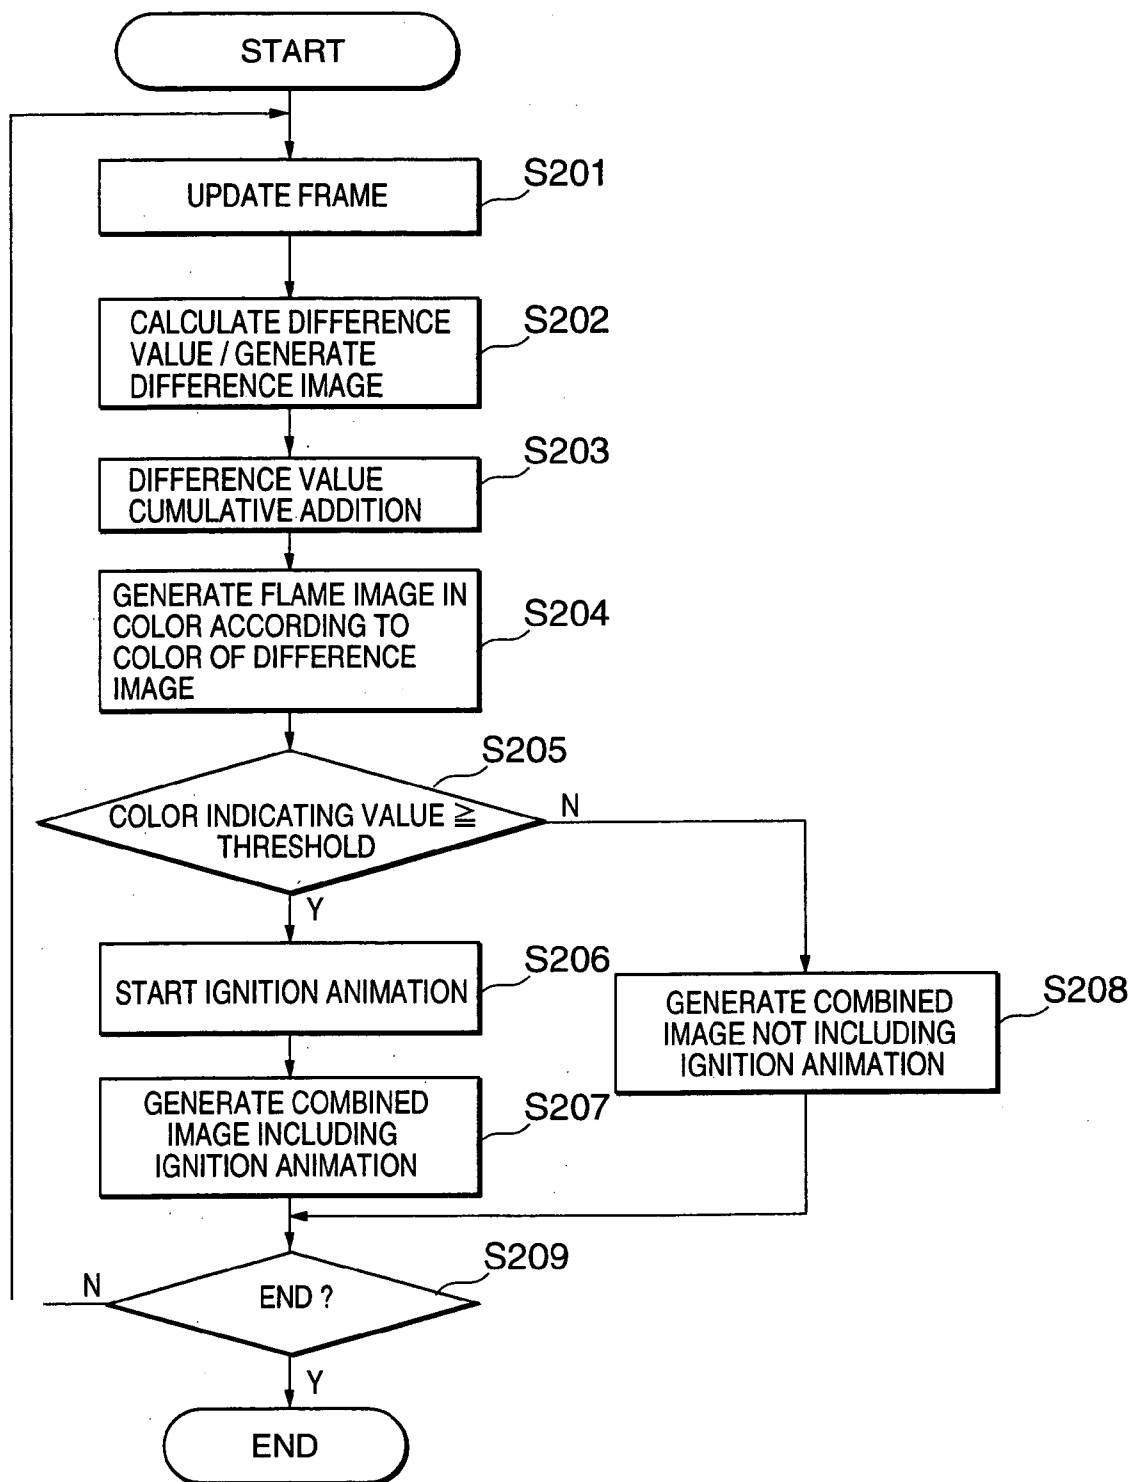 START
UPDATE FRAME
S201
CALCULATE DIFFERENCE
VALUE / GENERATE
DIFFERENCE IMAGE
S202
DIFFERENCE VALUE
CUMULATIVE ADDITION
S203
GENERATE FLAME IMAGE IN
COLOR ACCORDING TO
COLOR OF DIFFERENCE
IMAGE
S204
COLOR INDICATING VALUE ≧
THRESHOLD
S205
N
Y
START IGNITION ANIMATION
S206
GENERATE COMBINED
IMAGE NOT INCLUDING
IGNITION ANIMATION
S208
GENERATE COMBINED
IMAGE INCLUDING
IGNITION ANIMATION
S207
END ?
S209
N
Y
END